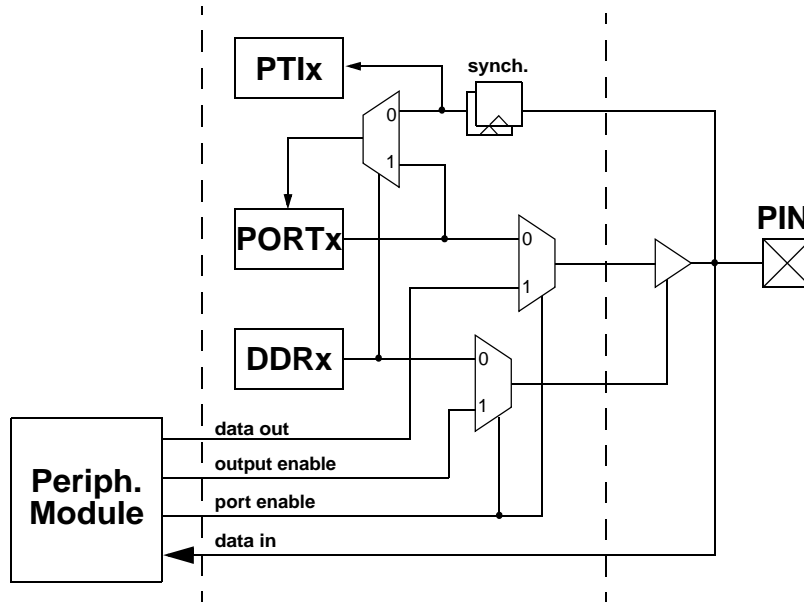 PTIx
synch.
0
1
PORTx
PIN
0
1
DDRx
0
1
data out
output enable
Periph.
Module
port enable
data in